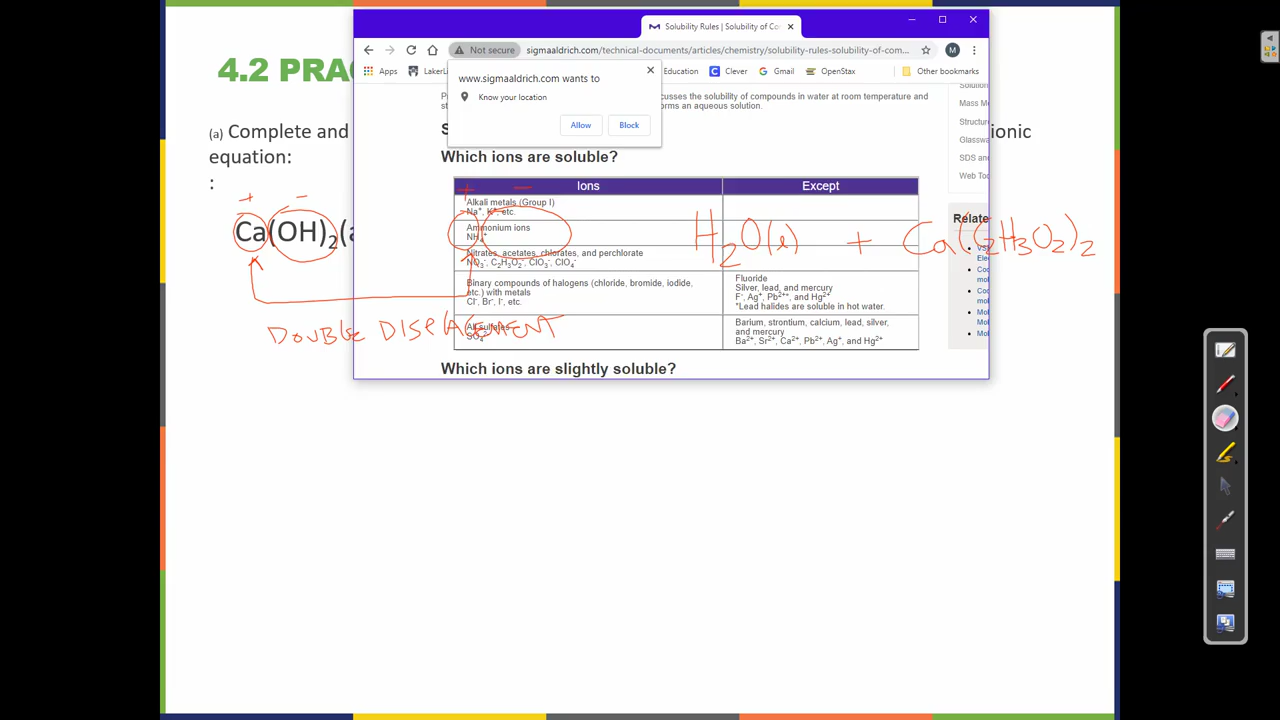 Solubility Rules | Solubility of Co
Not secure
sigmaaldrich.com/technical-documents/articles/chemistry/solubility-rules-solubility-of-com...
M
Apps
LakerL
Education
Clever
Gmail
OpenStax
Other bookmarks
4.2 PRA
www.sigmaaldrich.com wants to
Know your location
Allow
Block
cusses the solubility of compounds in water at room temperature and
orms an aqueous solution.
(a) Complete and
ionic
equation:
:
Which ions are soluble?
Ions
Except
Alkali metals (Group I)
Na⁺, K⁺, etc.
Ammonium ions
NH₄⁺
Nitrates, acetates, chlorates, and perchlorate
NO₃⁻, C₂H₃O₂⁻, ClO₃⁻, ClO₄⁻
Binary compounds of halogens (chloride, bromide, iodide,
etc.) with metals
Cl⁻, Br⁻, I⁻, etc.
Fluoride
Silver, lead, and mercury
F⁻, Ag⁺, Pb²⁺, and Hg²⁺
*Lead halides are soluble in hot water.
All sulfates
SO₄²⁻
Barium, strontium, calcium, lead, silver,
and mercury
Ba²⁺, Sr²⁺, Ca²⁺, Pb²⁺, Ag⁺, and Hg²⁺
Which ions are slightly soluble?
Solution
Mass Mo
Structure
Glasswa
SDS and
Web Too
Relate
+ −
+ −
Ca(OH)₂(a
H₂O(l) + Ca(C₂H₃O₂)₂
DOUBLE DISPLACEMENT